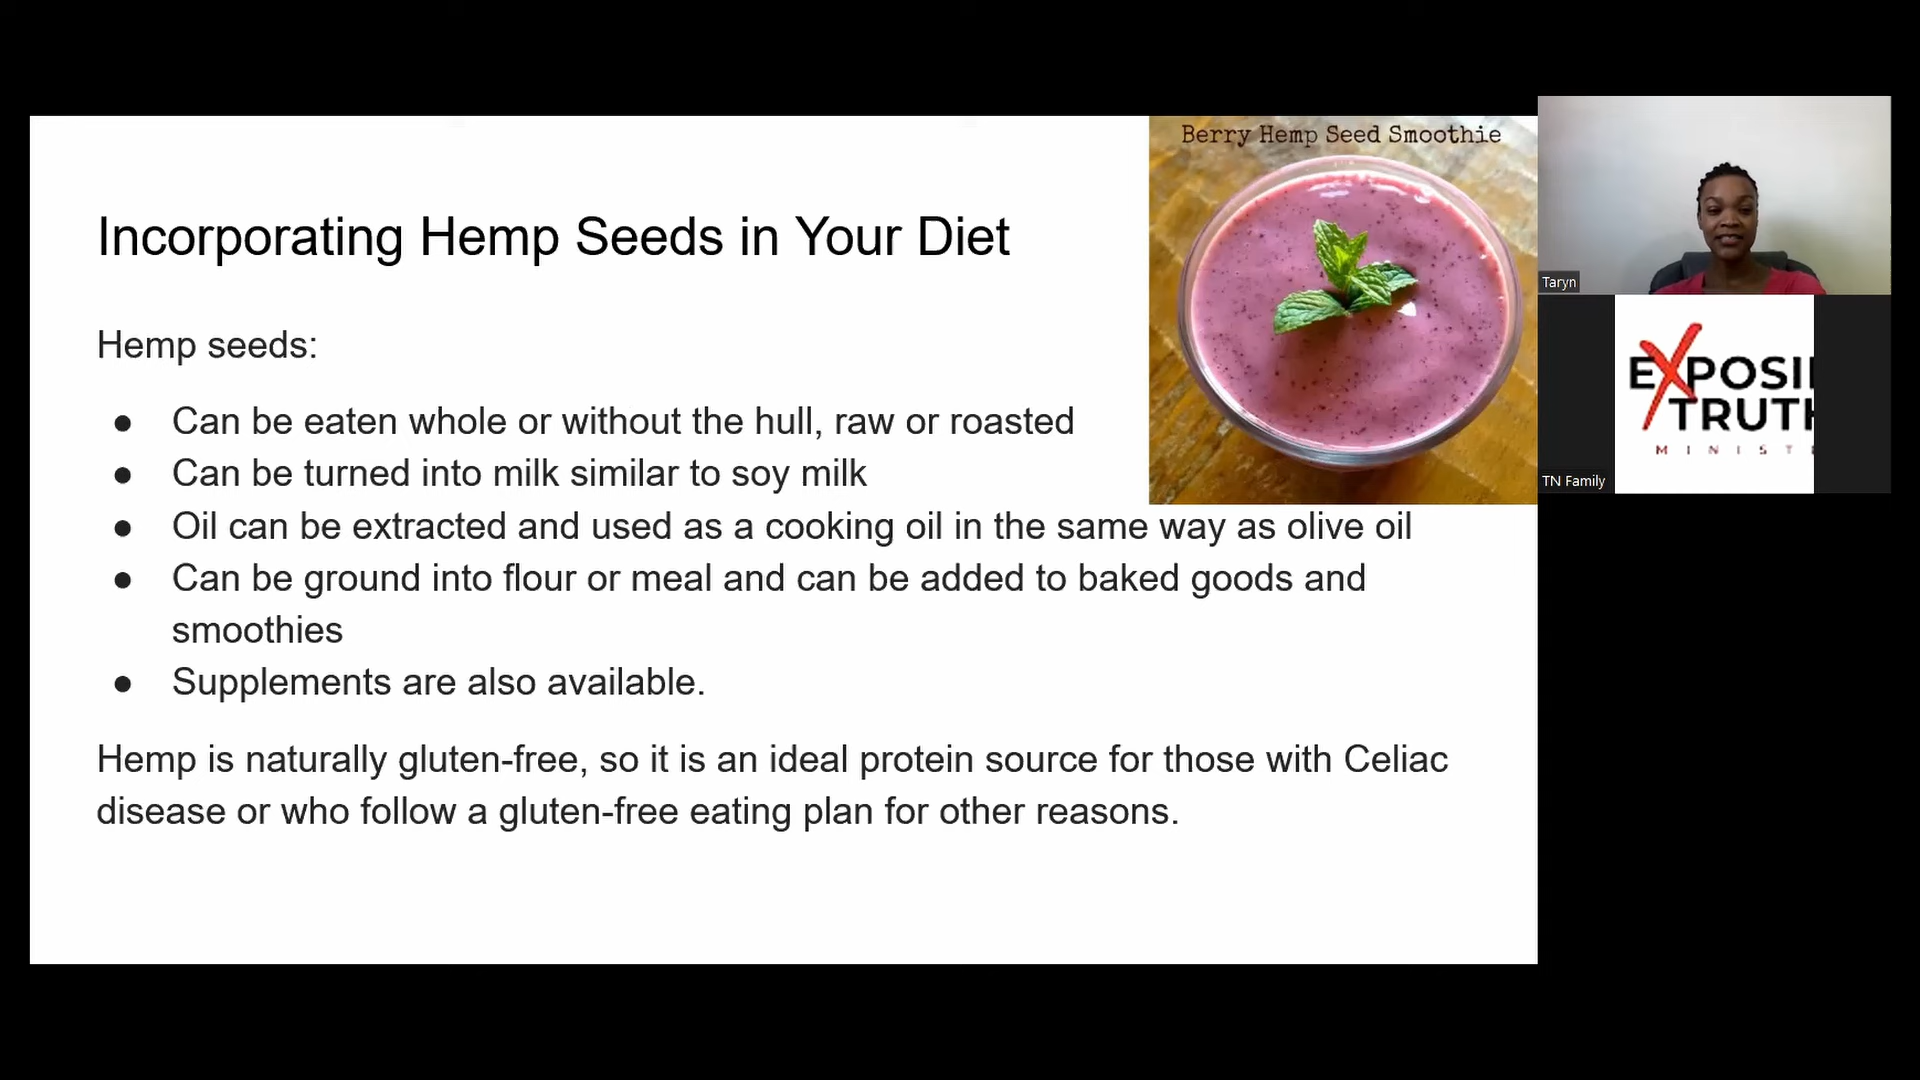 Berry Hemp Seed Smoothie
Incorporating Hemp Seeds in Your Diet
Hemp seeds:
● Can be eaten whole or without the hull, raw or roasted
● Can be turned into milk similar to soy milk
● Oil can be extracted and used as a cooking oil in the same way as olive oil
● Can be ground into flour or meal and can be added to baked goods and
smoothies
● Supplements are also available.
Hemp is naturally gluten-free, so it is an ideal protein source for those with Celiac
disease or who follow a gluten-free eating plan for other reasons.
Taryn
EXPOSI
TRUTH
MINIST
TN Family